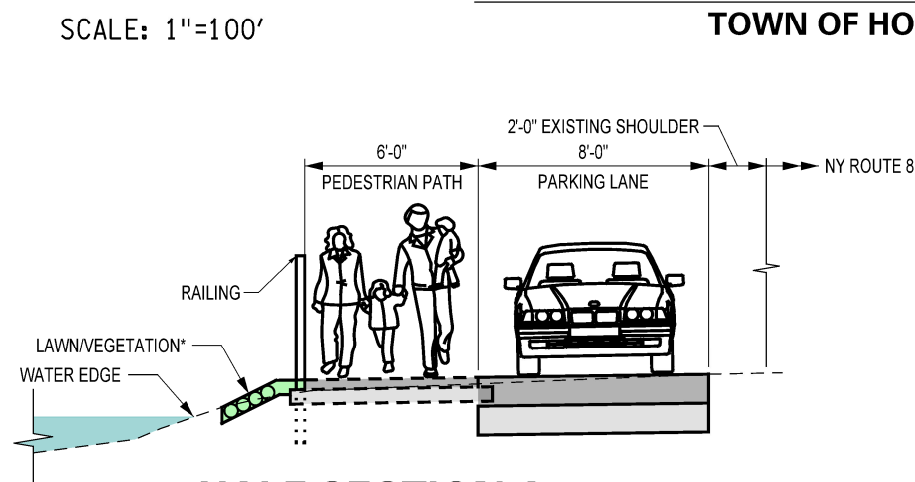 SCALE: 1"=100'
TOWN OF HO
2'-0" EXISTING SHOULDER
6'-0"
8'-0"
NY ROUTE 8
PEDESTRIAN PATH
PARKING LANE
RAILING
LAWN/VEGETATION*
WATER EDGE